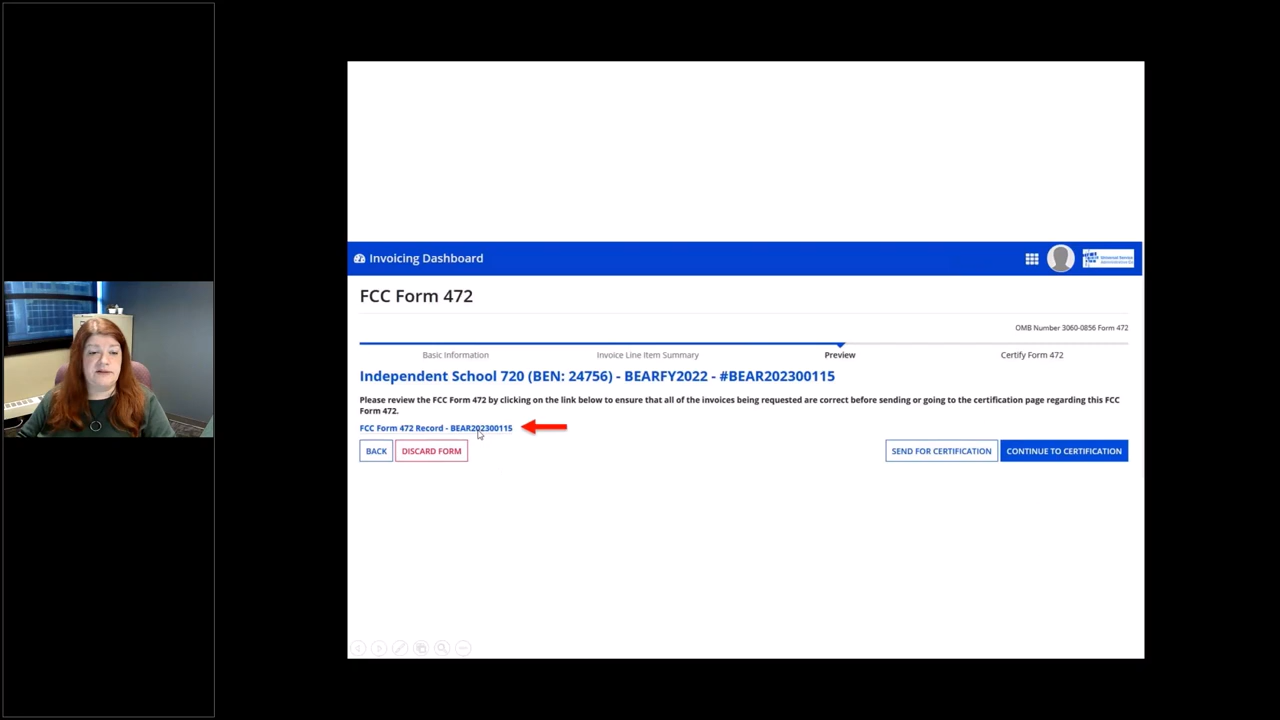 Invoicing Dashboard
Universal Service
FCC Form 472
OMB Number 3060-0856 Form 472
Basic Information
Invoice Line Item Summary
Preview
Certify Form 472
Independent School 720 (BEN: 24756) - BEARFY2022 - #BEAR202300115
Please review the FCC Form 472 by clicking on the link below to ensure that all of the invoices being requested are correct before sending or going to the certification page regarding this FCC
Form 472.
FCC Form 472 Record - BEAR202300115
BACK
DISCARD FORM
SEND FOR CERTIFICATION
CONTINUE TO CERTIFICATION